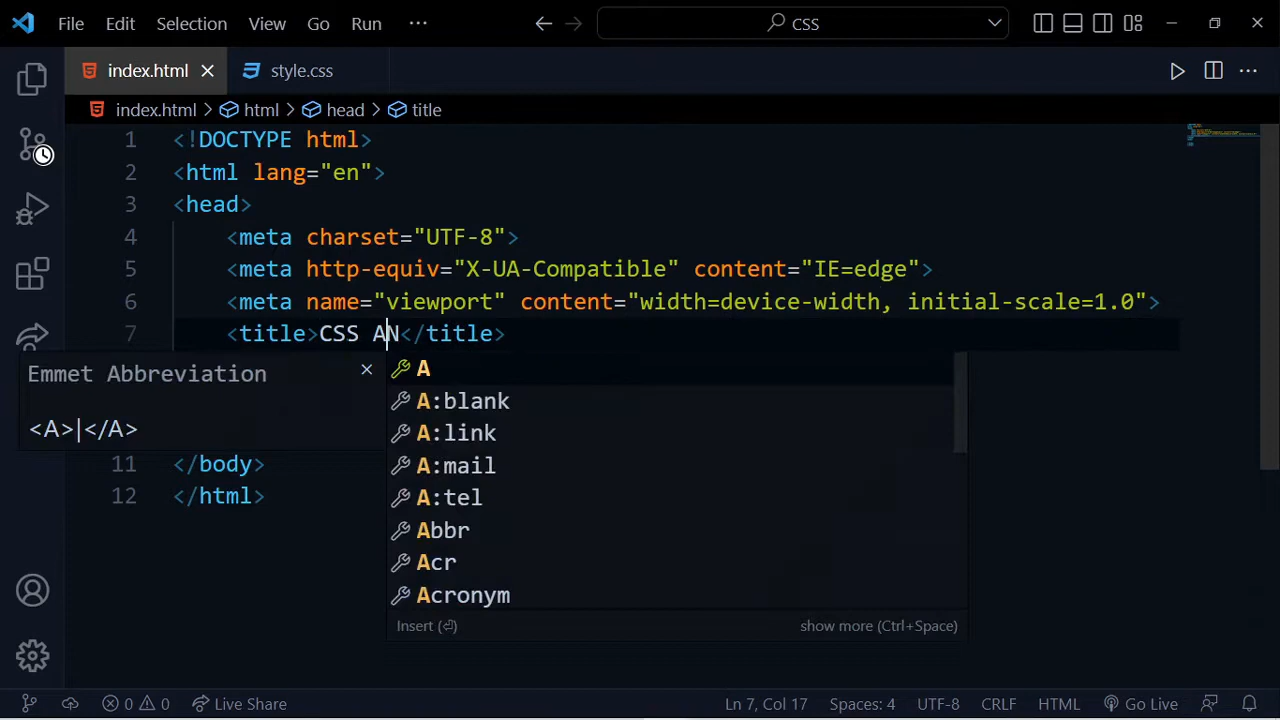 File Edit Selection View Go Run ··· CSS
index.html style.css
index.html > html > head > title
1 <!DOCTYPE html>
2 <html lang="en">
3 <head>
4 <meta charset="UTF-8">
5 <meta http-equiv="X-UA-Compatible" content="IE=edge">
6 <meta name="viewport" content="width=device-width, initial-scale=1.0">
7 <title>CSS AN</title>
Emmet Abbreviation
<A>|</A>
A
A:blank
A:link
A:mail
A:tel
Abbr
Acr
Acronym
Insert (⏎) show more (Ctrl+Space)
11 </body>
12 </html>
0 0 Live Share Ln 7, Col 17 Spaces: 4 UTF-8 CRLF HTML Go Live